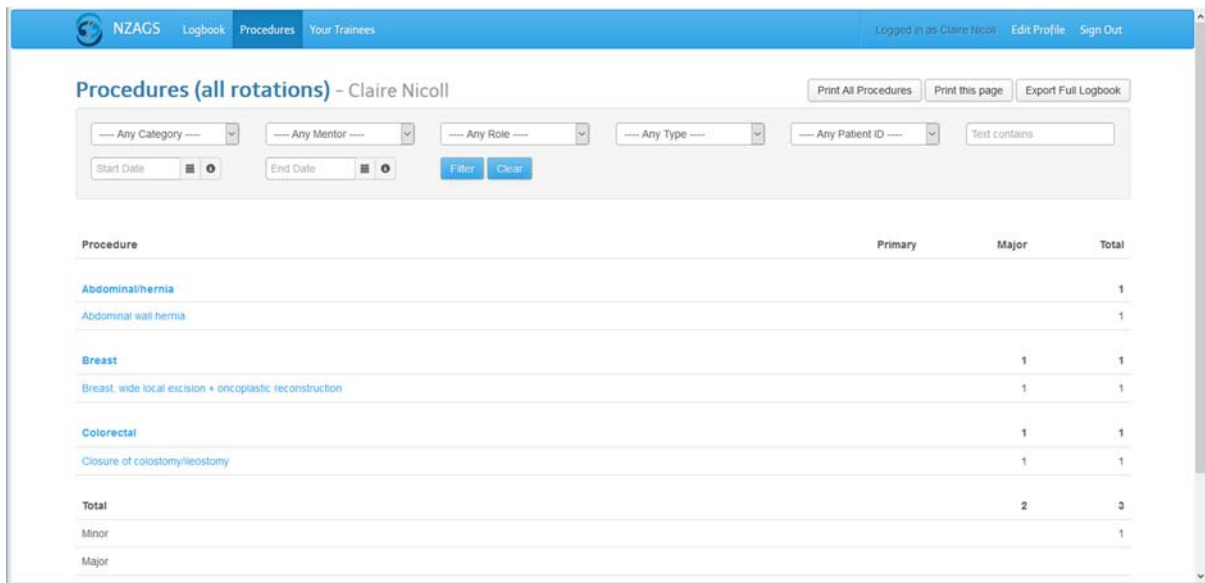 NZAGS Logbook Procedures Your Trainees Logged in as Claire Nicoll Edit Profile Sign Out
Procedures (all rotations) - Claire Nicoll Print All Procedures Print this page Export Full Logbook
---- Any Category ---- ---- Any Mentor ---- ---- Any Role ---- ---- Any Type ---- ---- Any Patient ID ---- Text contains
Start Date End Date Filter Clear
Procedure Primary Major Total
Abdominal/hernia 1
Abdominal wall hernia 1
Breast 1 1
Breast, wide local excision + oncoplastic reconstruction 1 1
Colorectal 1 1
Closure of colostomy/ileostomy 1 1
Total 2 3
Minor 1
Major